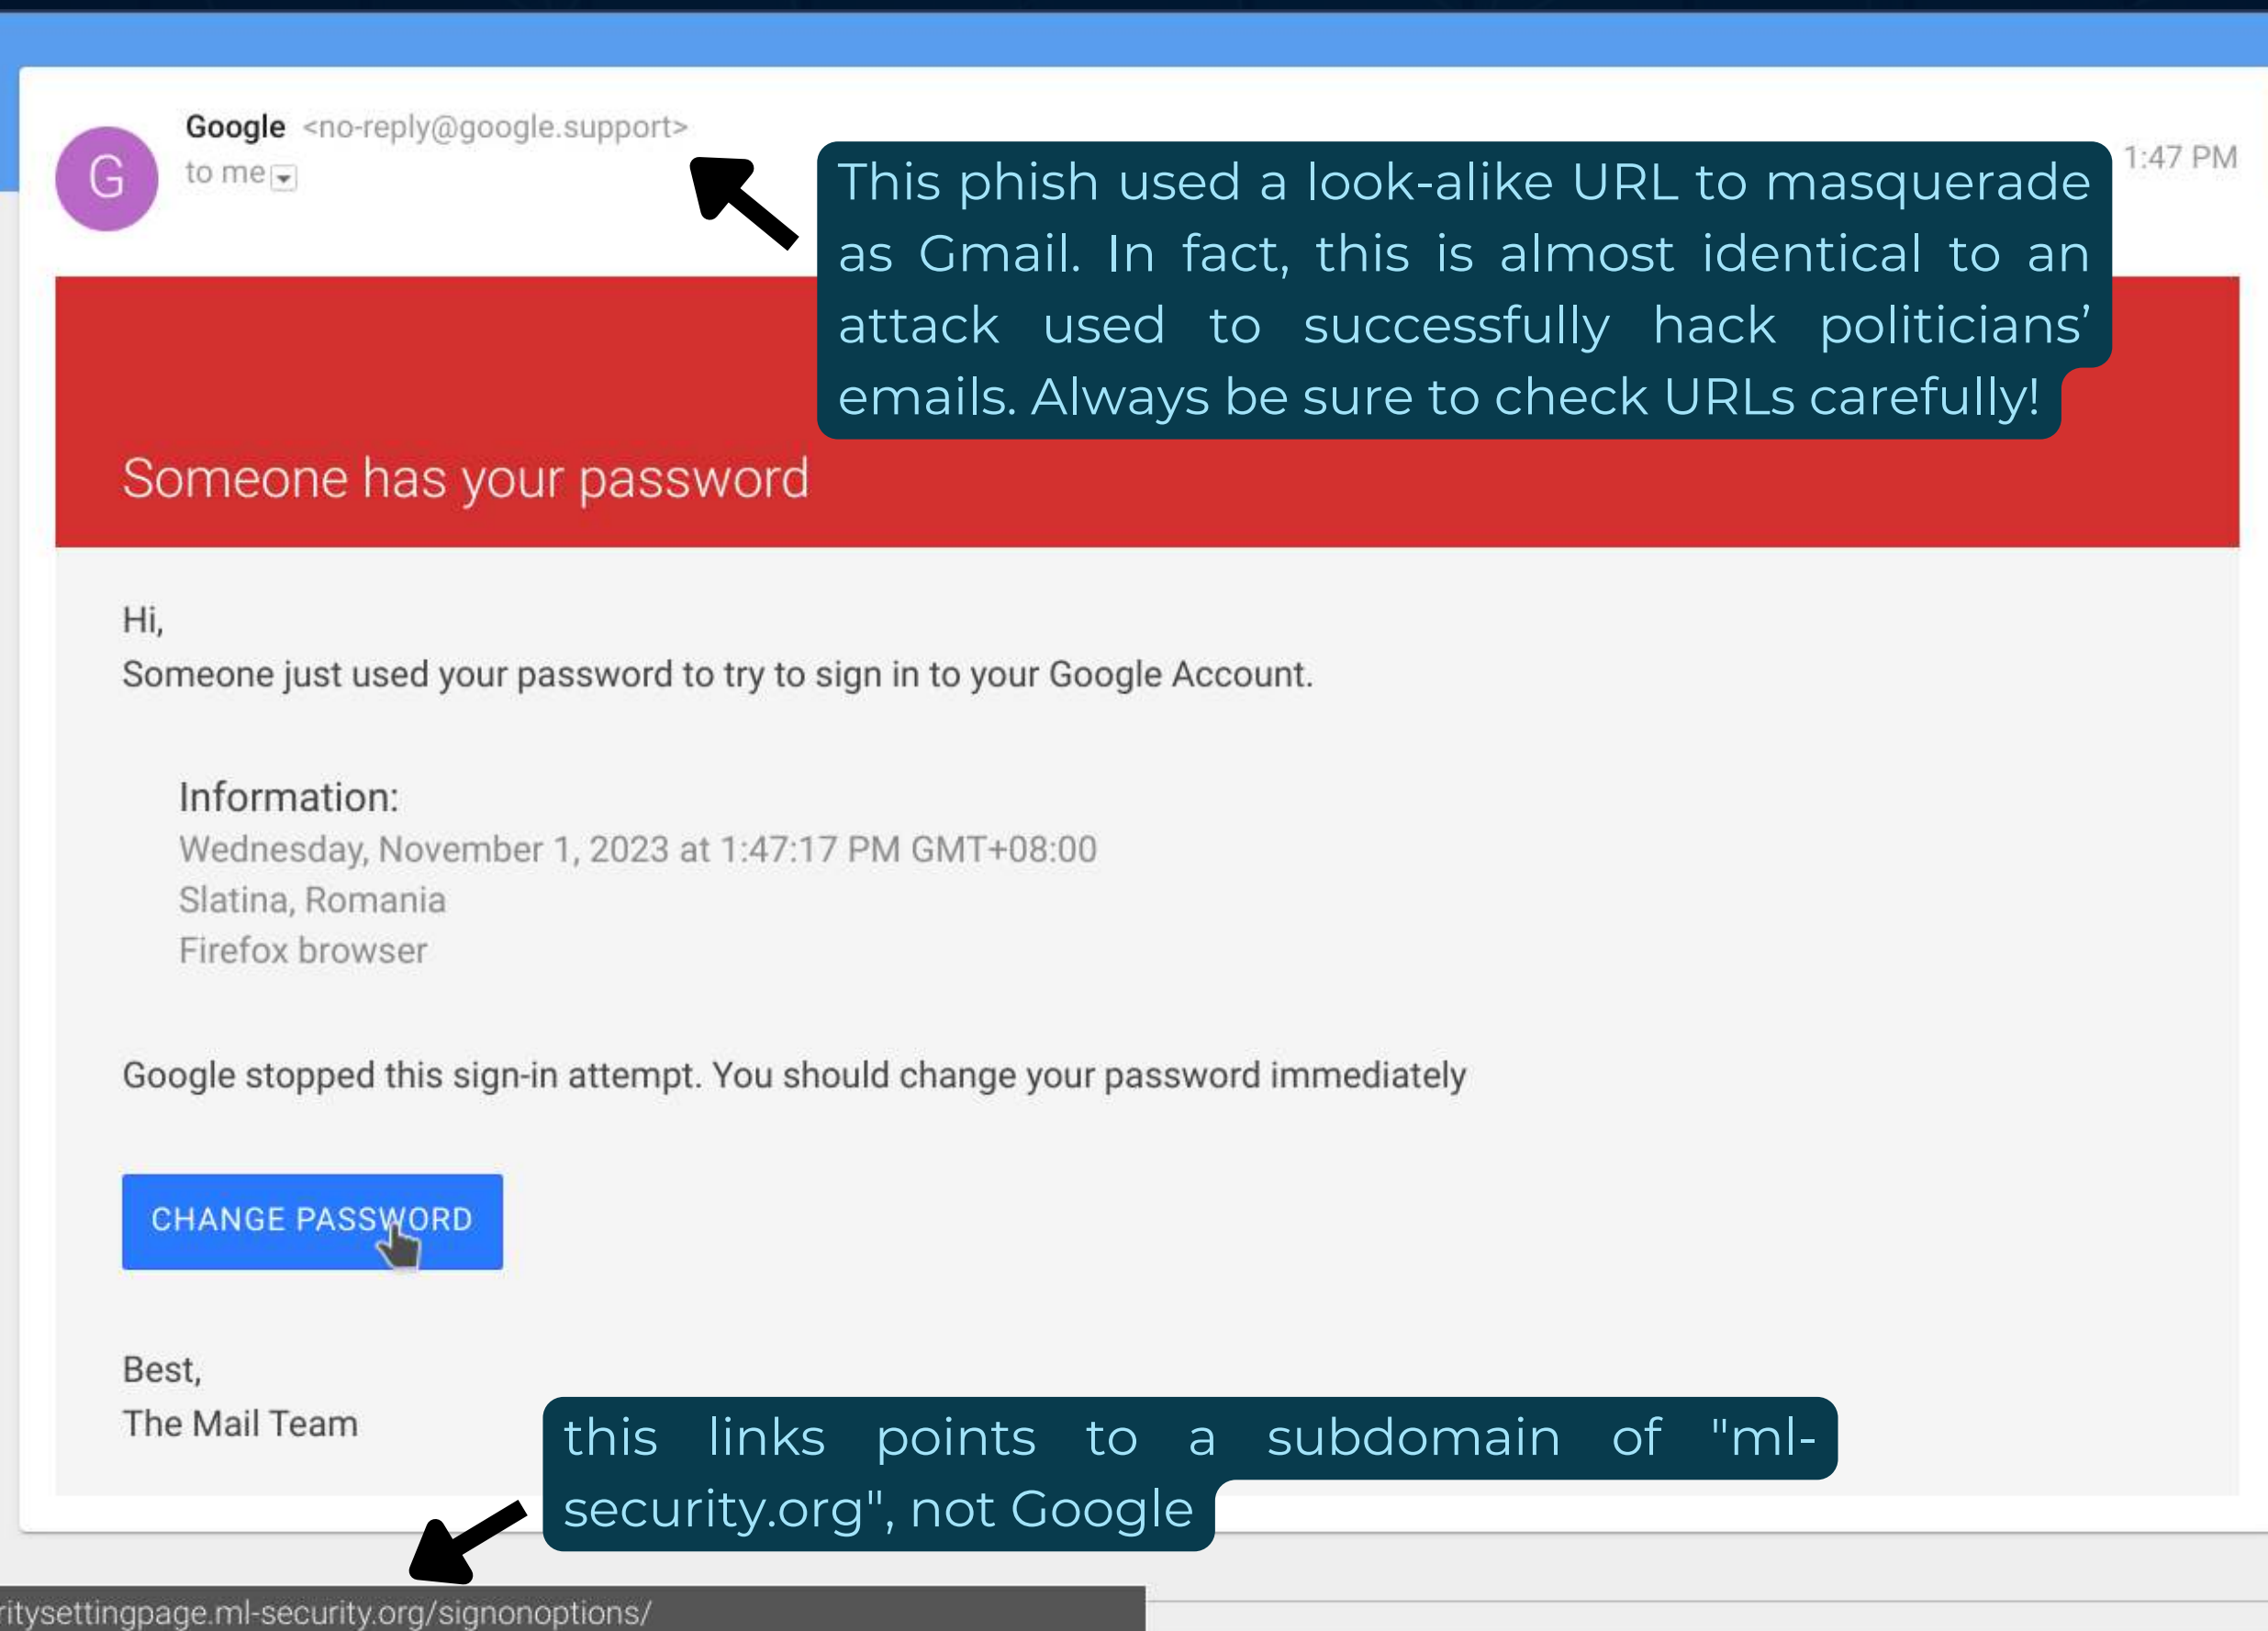 Google <no-reply@google.support>
to me
G
1:47 PM
This phish used a look-alike URL to masquerade
as Gmail. In fact, this is almost identical to an
attack used to successfully hack politicians’
emails. Always be sure to check URLs carefully!
Someone has your password
Hi,
Someone just used your password to try to sign in to your Google Account.
Information:
Wednesday, November 1, 2023 at 1:47:17 PM GMT+08:00
Slatina, Romania
Firefox browser
Google stopped this sign-in attempt. You should change your password immediately
CHANGE PASSWORD
Best,
The Mail Team
this links points to a subdomain of "ml-
security.org", not Google
ritysettingpage.ml-security.org/signonoptions/